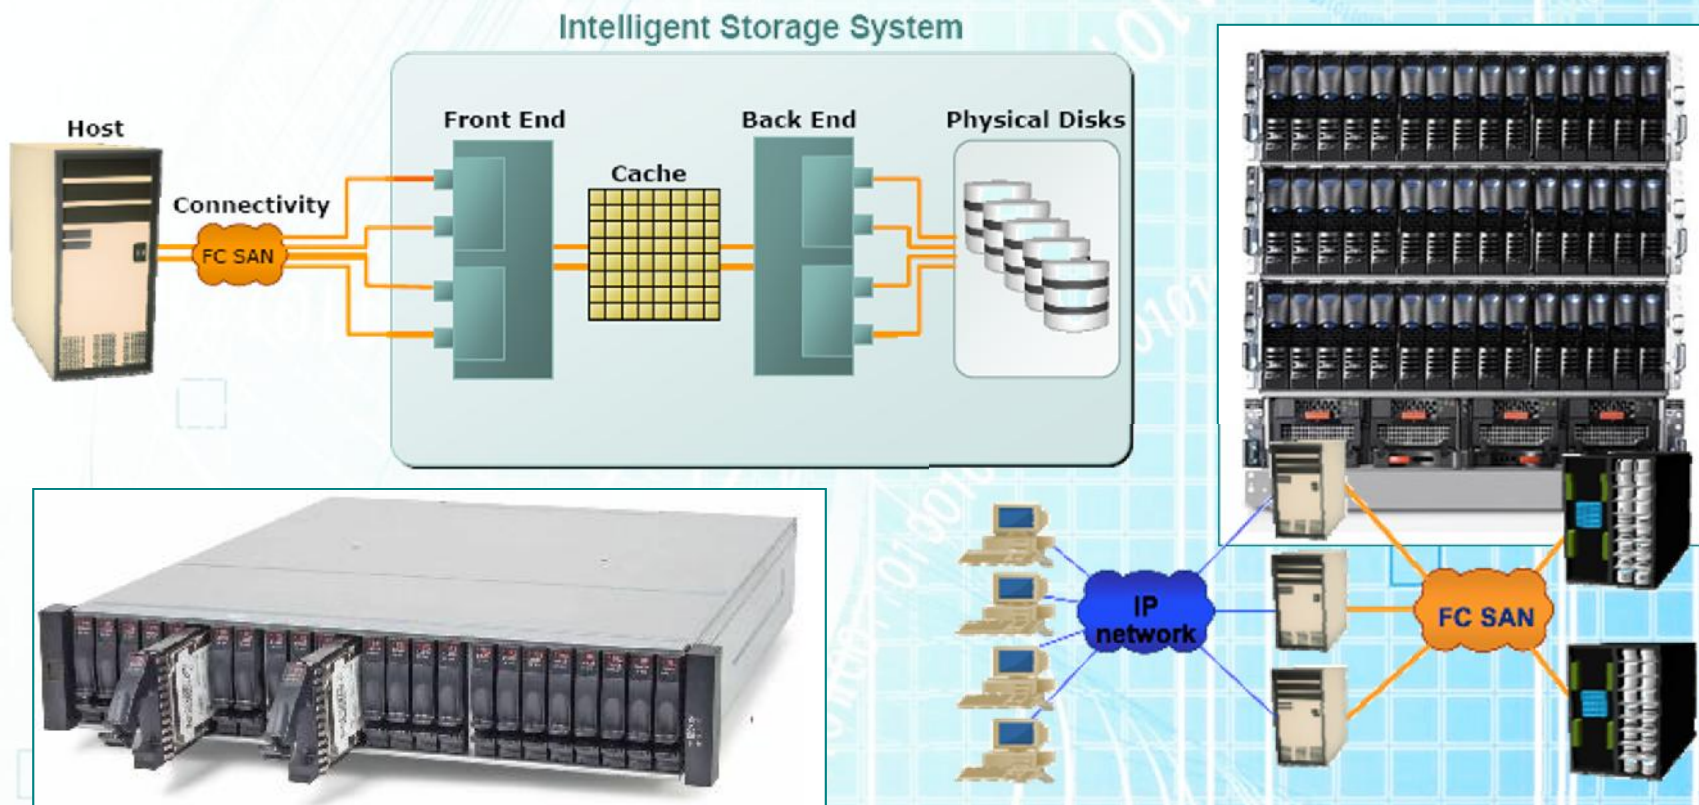 Intelligent Storage System
Host
Connectivity
FC SAN
Front End
Cache
Back End
Physical Disks
IP
network
FC SAN